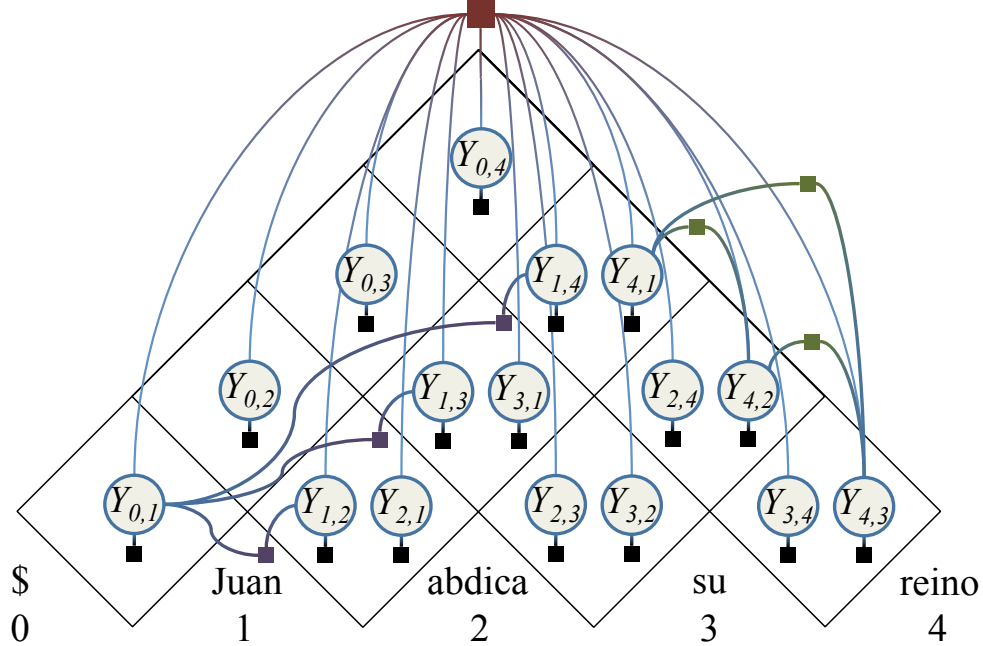 Y0,4
Y0,3 Y1,4 Y4,1
Y0,2 Y1,3 Y3,1 Y2,4 Y4,2
Y0,1 Y1,2 Y2,1 Y2,3 Y3,2 Y3,4 Y4,3
$ Juan abdica su reino
0 1 2 3 4